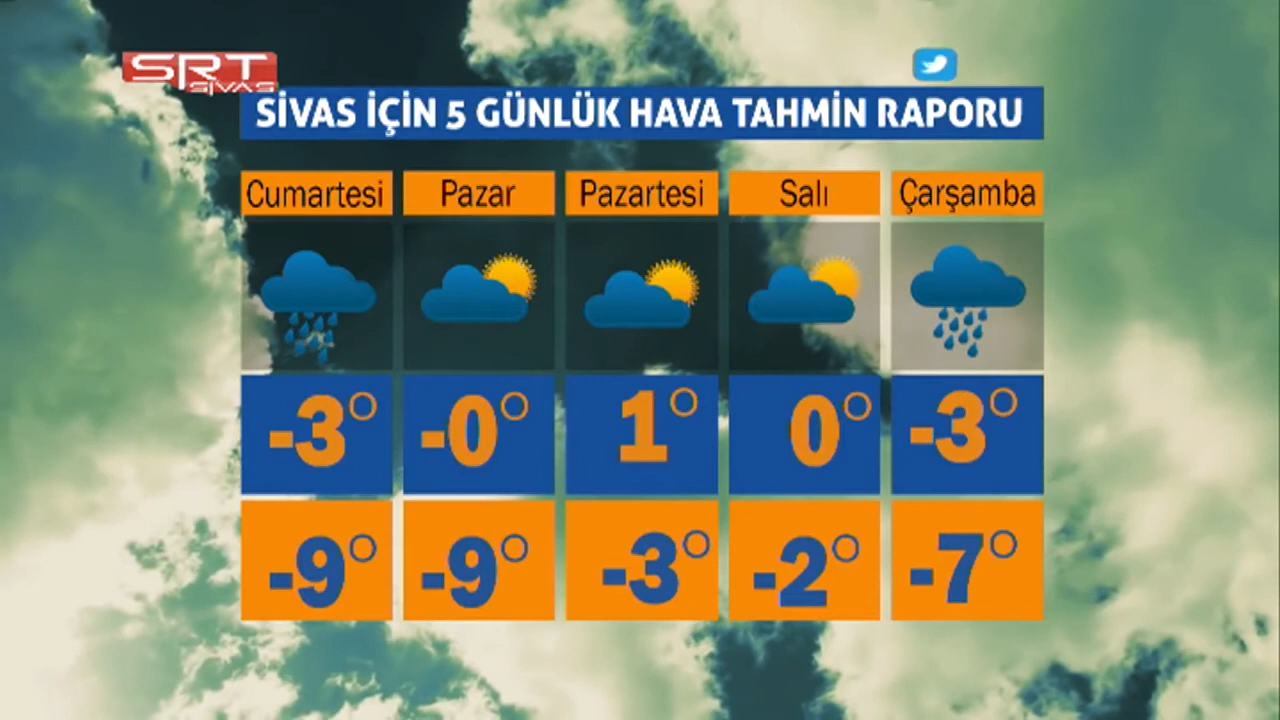 SRT
SİVAS
SİVAS İÇİN 5 GÜNLÜK HAVA TAHMİN RAPORU
Cumartesi Pazar Pazartesi Salı Çarşamba
-3° -0° 1° 0° -3°
-9° -9° -3° -2° -7°